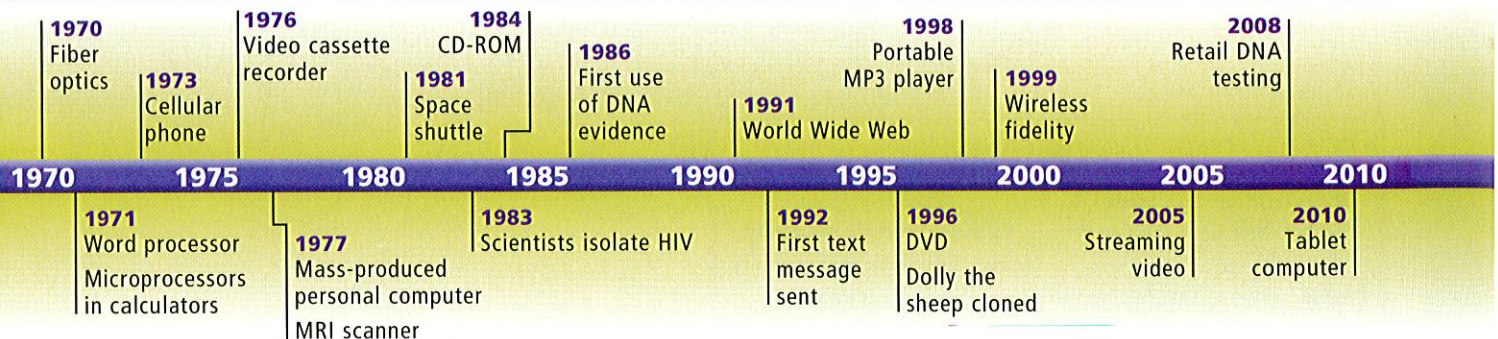 1970
Fiber
optics
1973
Cellular
phone
1976
Video cassette
recorder
1981
Space
shuttle
1984
CD-ROM
1986
First use
of DNA
evidence
1991
World Wide Web
1998
Portable
MP3 player
1999
Wireless
fidelity
2008
Retail DNA
testing
1970 1975 1980 1985 1990 1995 2000 2005 2010
1971
Word processor
Microprocessors
in calculators
1977
Mass-produced
personal computer
MRI scanner
1983
Scientists isolate HIV
1992
First text
message
sent
1996
DVD
Dolly the
sheep cloned
2005
Streaming
video
2010
Tablet
computer